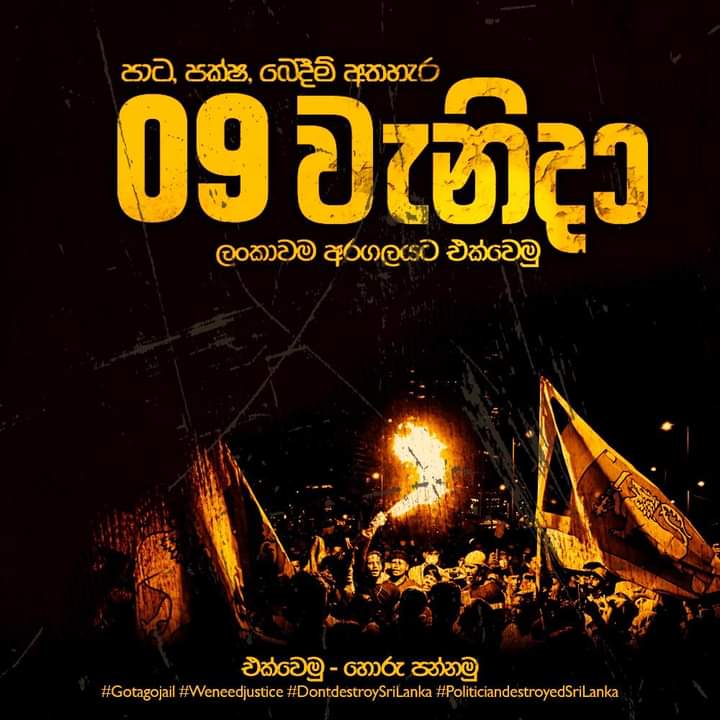 පාට, පක්ෂ, බෙදීම් අතහැර
09 වැනිදා
ලංකාවම අරගලයට එක්වෙමු
එක්වෙමු - හොරු පන්නමු
#Gotagojail #Weneedjustice #DontdestroySriLanka #PoliticiandestroyedSriLanka